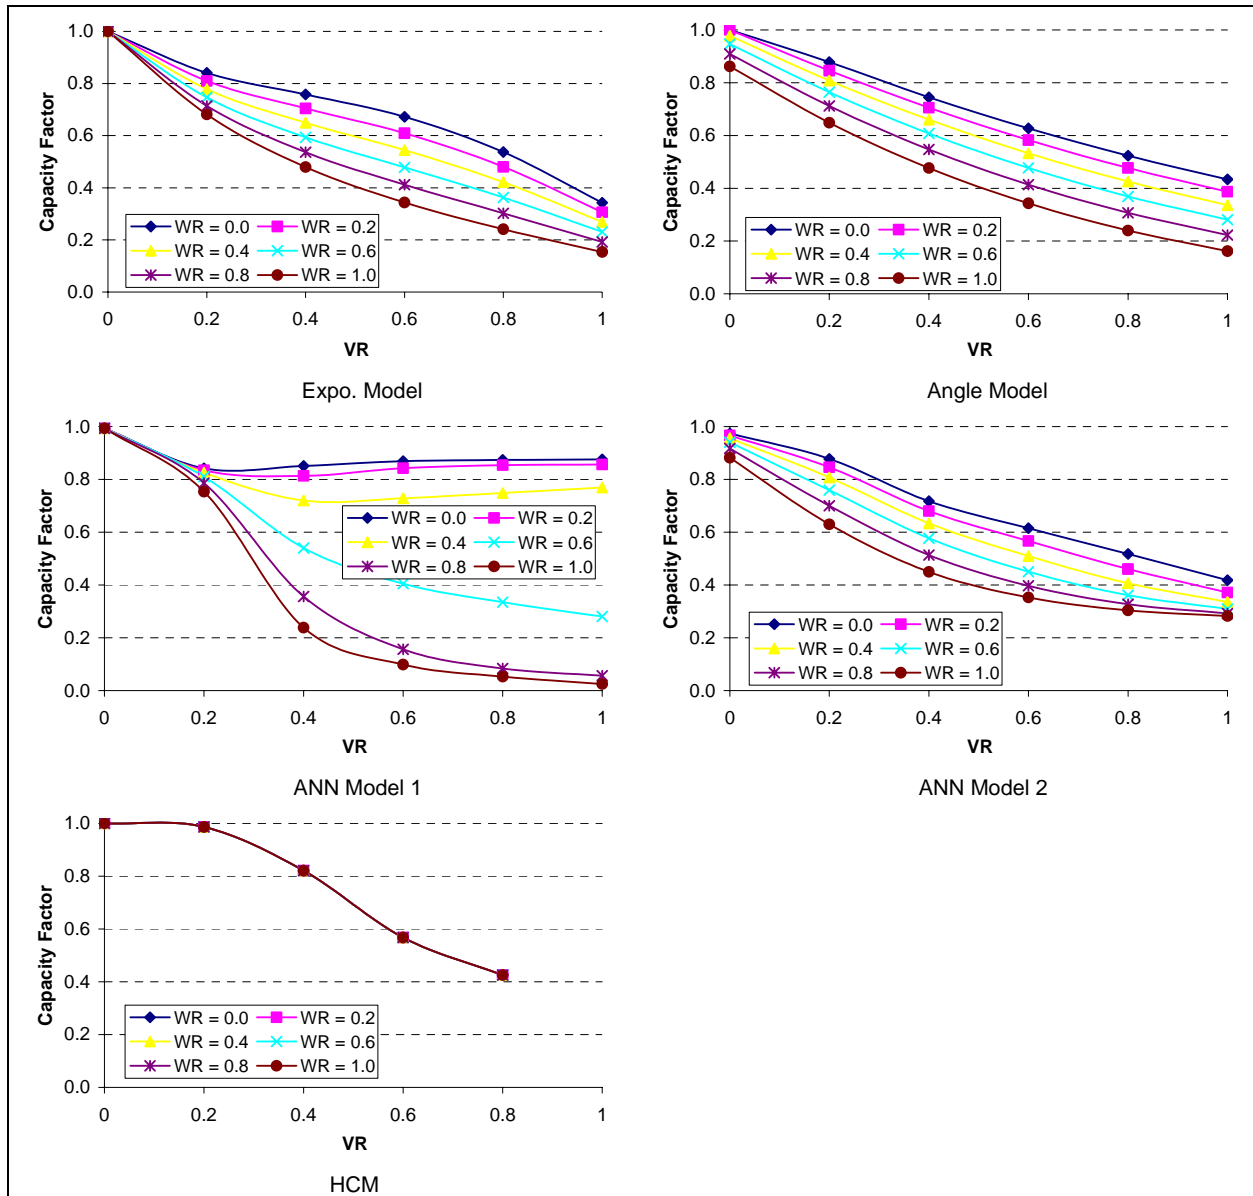 1.0
0.8
0.6
0.4
0.2
0.0
Capacity Factor
WR = 0.0 WR = 0.2
WR = 0.4 WR = 0.6
WR = 0.8 WR = 1.0
0 0.2 0.4 0.6 0.8 1
VR
Expo. Model
1.0
0.8
0.6
0.4
0.2
0.0
Capacity Factor
WR = 0.0 WR = 0.2
WR = 0.4 WR = 0.6
WR = 0.8 WR = 1.0
0 0.2 0.4 0.6 0.8 1
VR
Angle Model
1.0
0.8
0.6
0.4
0.2
0.0
Capacity Factor
WR = 0.0 WR = 0.2
WR = 0.4 WR = 0.6
WR = 0.8 WR = 1.0
0 0.2 0.4 0.6 0.8 1
VR
ANN Model 1
1.0
0.8
0.6
0.4
0.2
0.0
Capacity Factor
WR = 0.0 WR = 0.2
WR = 0.4 WR = 0.6
WR = 0.8 WR = 1.0
0 0.2 0.4 0.6 0.8 1
VR
ANN Model 2
1.0
0.8
0.6
0.4
0.2
0.0
Capacity Factor
WR = 0.0 WR = 0.2
WR = 0.4 WR = 0.6
WR = 0.8 WR = 1.0
0 0.2 0.4 0.6 0.8 1
VR
HCM